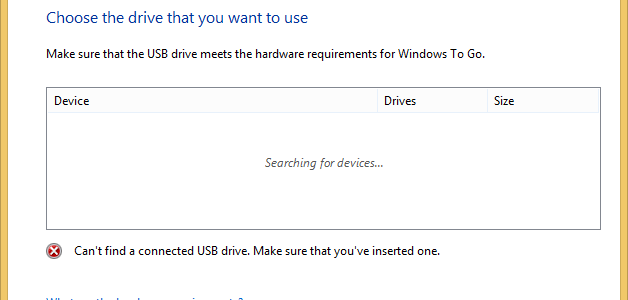 Choose the drive that you want to use
Make sure that the USB drive meets the hardware requirements for Windows To Go.
Device Drives Size
Searching for devices...
Can't find a connected USB drive. Make sure that you've inserted one.